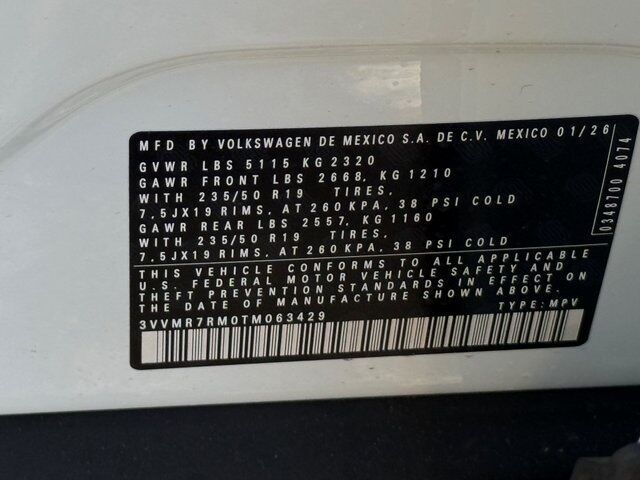 MFD BY VOLKSWAGEN DE MEXICO S.A. DE C.V. MEXICO 01/26
GVWR LBS 5115 KG 2320
GAWR FRONT LBS 2668, KG 1210
WITH 235/50 R19 TIRES.
7.5JX19 RIMS, AT 260 KPA, 38 PSI COLD
GAWR REAR LBS 2557, KG 1160
WITH 235/50 R19 TIRES.
7.5JX19 RIMS, AT 260 KPA, 38 PSI COLD
THIS VEHICLE CONFORMS TO ALL APPLICABLE
U.S. FEDERAL MOTOR VEHICLE SAFETY AND
THEFT PREVENTION STANDARDS IN EFFECT ON
THE DATE OF MANUFACTURE SHOWN ABOVE.
3VVMR7RM0TM063429 TYPE: MPV
0348700 4074